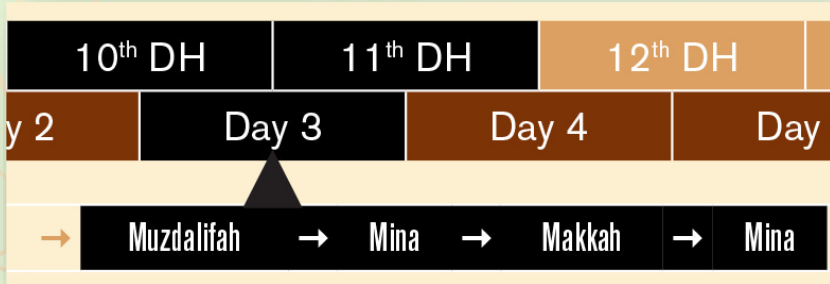 10th DH 11th DH 12th DH
y 2 Day 3 Day 4 Day
→ Muzdalifah → Mina → Makkah → Mina